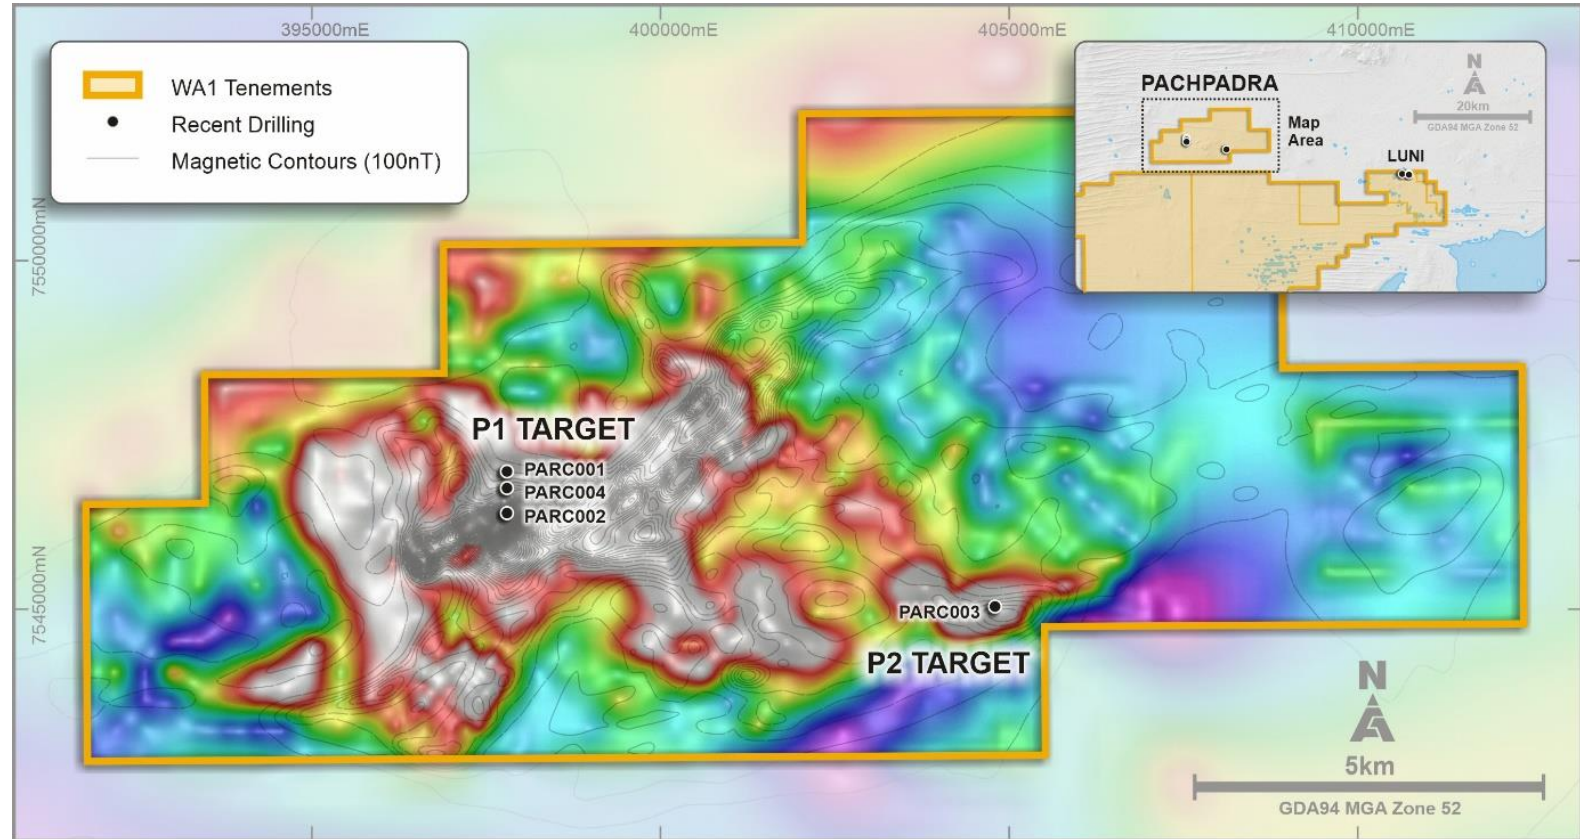 395000mE
400000mE
405000mE
410000mE
WA1 Tenements
Recent Drilling
Magnetic Contours (100nT)
PACHPADRA
Map
Area
LUNI
N
20km
GDA94 MGA Zone 52
7550000mN
7545000mN
P1 TARGET
PARC001
PARC004
PARC002
PARC003
P2 TARGET
N
5km
GDA94 MGA Zone 52